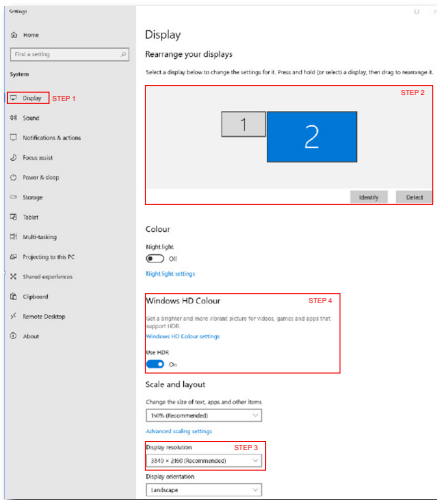 Settings
Home
Find a setting
System
Display
STEP 1
Sound
Notifications & actions
Focus assist
Power & sleep
Storage
Tablet
Multi-tasking
Projecting to this PC
Shared experiences
Clipboard
Remote Desktop
About
Display
Rearrange your displays
Select a display below to change the settings for it. Press and hold (or select) a display, then drag to rearrange it.
STEP 2
1
2
Identify
Detect
Colour
Night light
Off
Night light settings
Windows HD Colour
STEP 4
Get a brighter and more vibrant picture for videos, games and apps that
support HDR.
Windows HD Colour settings
Use HDR
On
Scale and layout
Change the size of text, apps and other items
150% (Recommended)
Advanced scaling settings
Display resolution
STEP 3
3840 × 2160 (Recommended)
Display orientation
Landscape